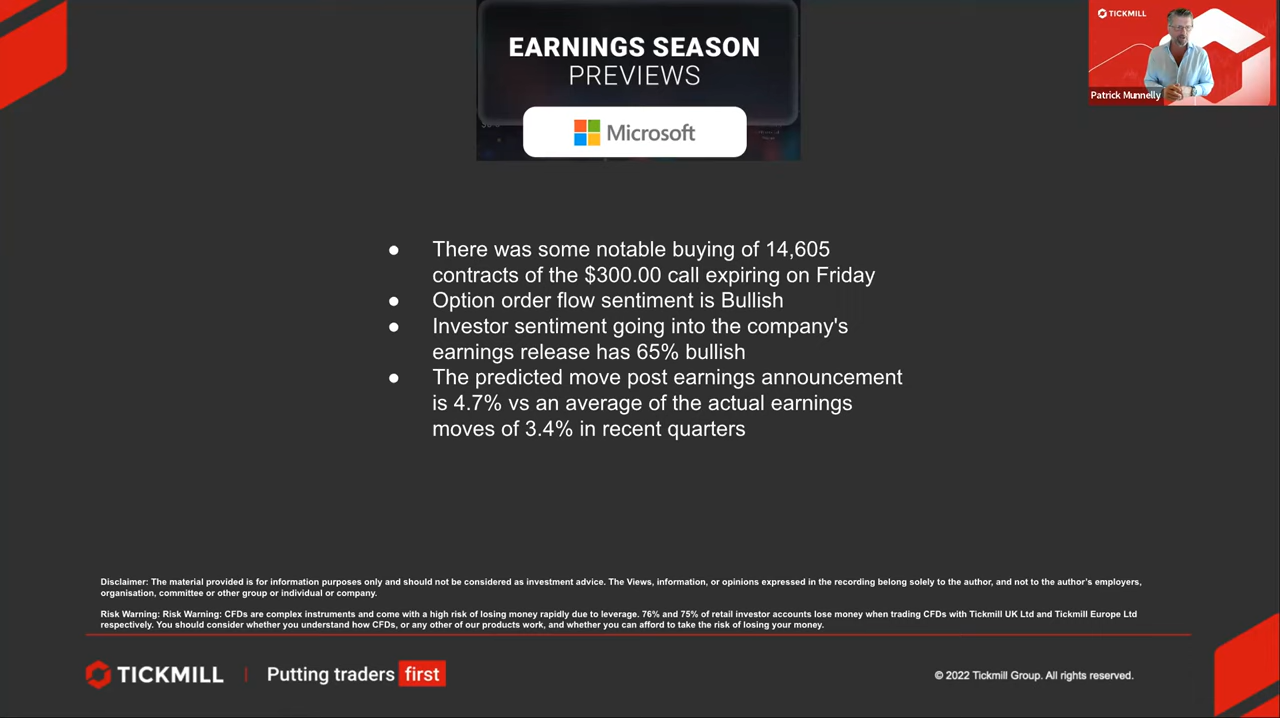 EARNINGS SEASON
PREVIEWS
Microsoft
TICKMILL
Patrick Munnelly
● There was some notable buying of 14,605
contracts of the $300.00 call expiring on Friday
● Option order flow sentiment is Bullish
● Investor sentiment going into the company's
earnings release has 65% bullish
● The predicted move post earnings announcement
is 4.7% vs an average of the actual earnings
moves of 3.4% in recent quarters
Disclaimer: The material provided is for information purposes only and should not be considered as investment advice. The Views, information, or opinions expressed in the recording belong solely to the author, and not to the author's employers,
organisation, committee or other group or individual or company.
Risk Warning: Risk Warning: CFDs are complex instruments and come with a high risk of losing money rapidly due to leverage. 76% and 75% of retail investor accounts lose money when trading CFDs with Tickmill UK Ltd and Tickmill Europe Ltd
respectively. You should consider whether you understand how CFDs, or any other of our products work, and whether you can afford to take the risk of losing your money.
TICKMILL | Putting traders first
© 2022 Tickmill Group. All rights reserved.